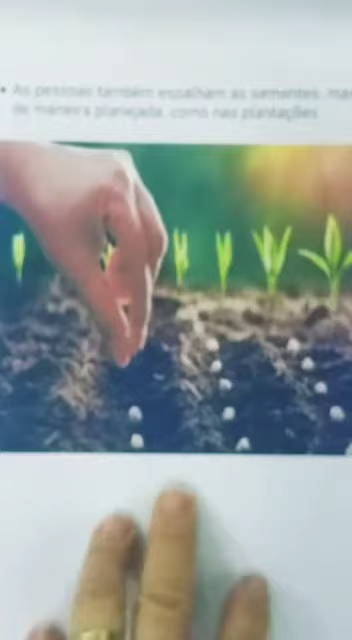 • As pessoas também espalham as sementes, mas
de maneira planejada, como nas plantações